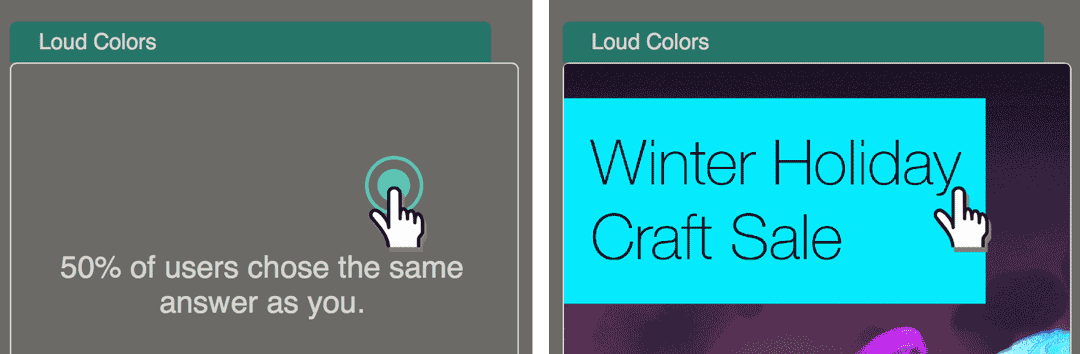 Loud Colors
50% of users chose the same
answer as you.
Loud Colors
Winter Holiday
Craft Sale